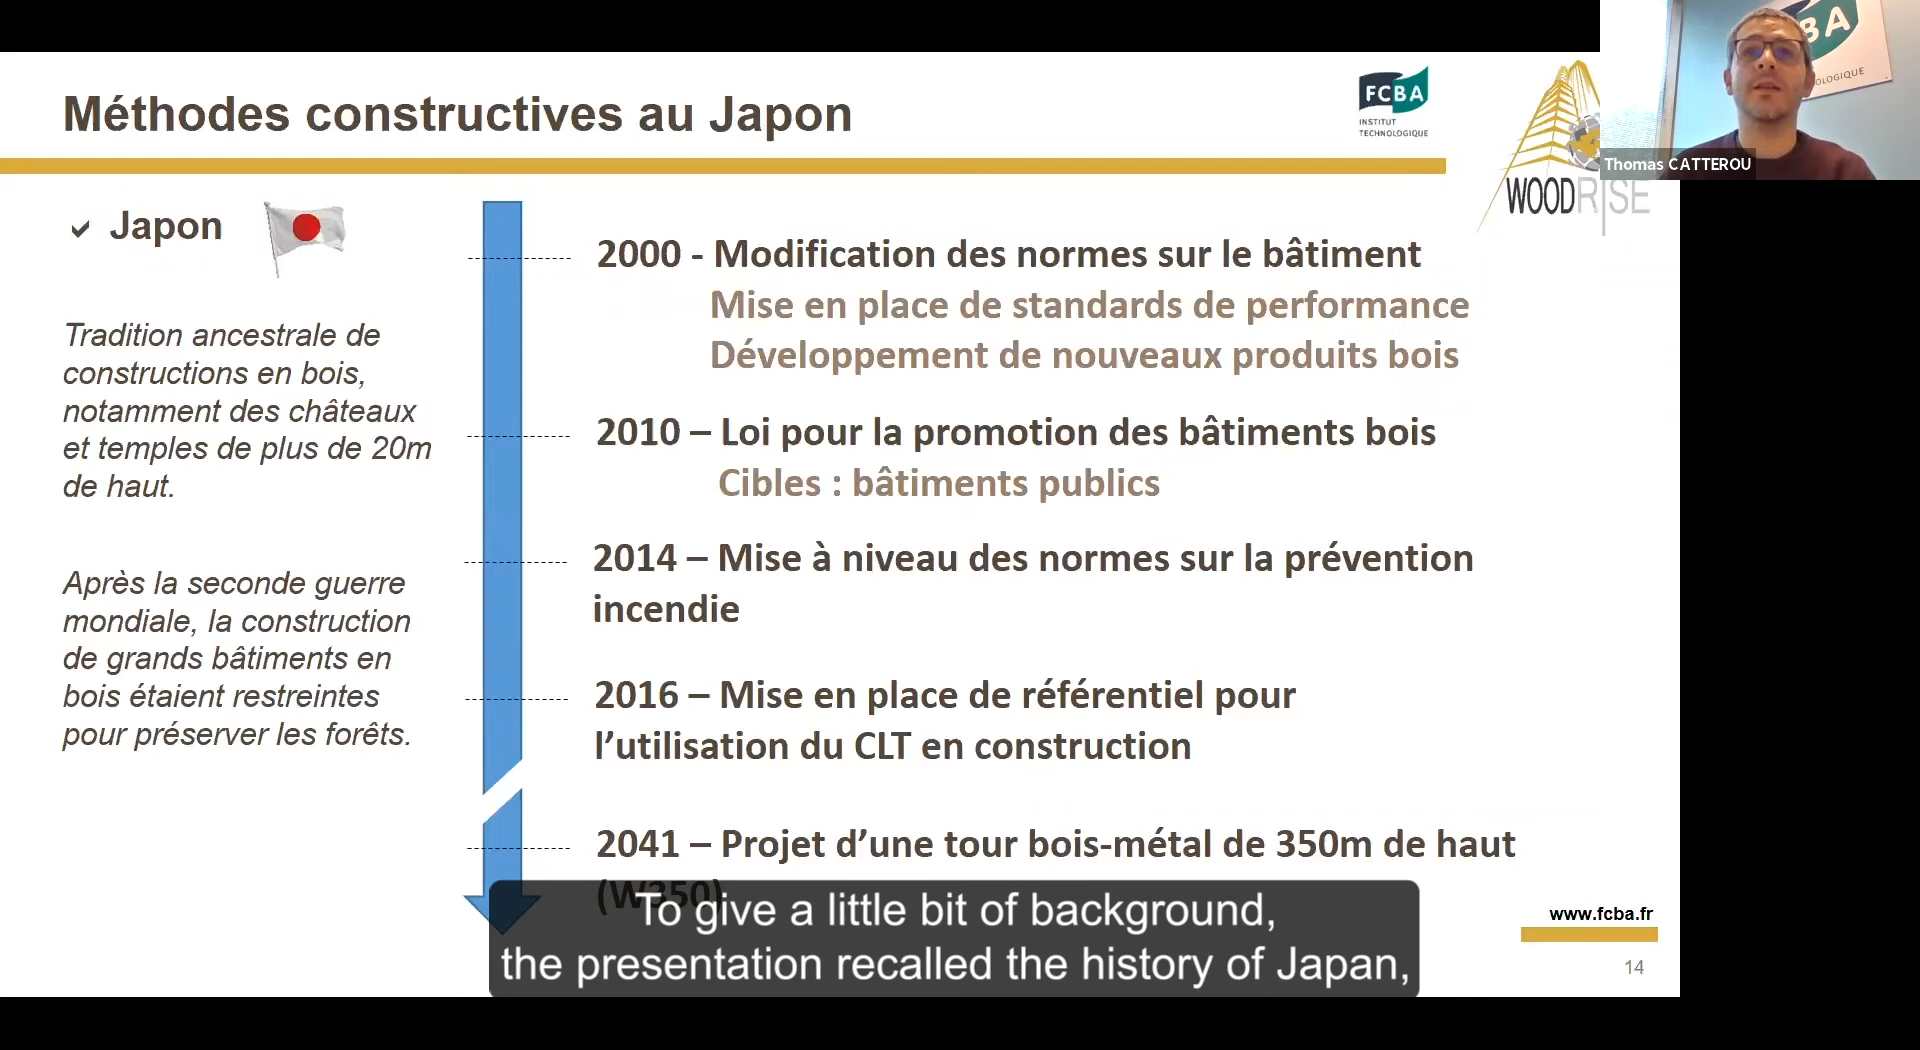 Méthodes constructives au Japon
FCBA
INSTITUT
TECHNOLOGIQUE
WOODRISE
BA
OLOGIQUE
Thomas CATTEROU
Japon
Tradition ancestrale de
constructions en bois,
notamment des châteaux
et temples de plus de 20m
de haut.
Après la seconde guerre
mondiale, la construction
de grands bâtiments en
bois étaient restreintes
pour préserver les forêts.
2000 - Modification des normes sur le bâtiment
Mise en place de standards de performance
Développement de nouveaux produits bois
2010 – Loi pour la promotion des bâtiments bois
Cibles : bâtiments publics
2014 – Mise à niveau des normes sur la prévention
incendie
2016 – Mise en place de référentiel pour
l’utilisation du CLT en construction
2041 – Projet d’une tour bois-métal de 350m de haut
(W350)
To give a little bit of background,
the presentation recalled the history of Japan,
www.fcba.fr
14